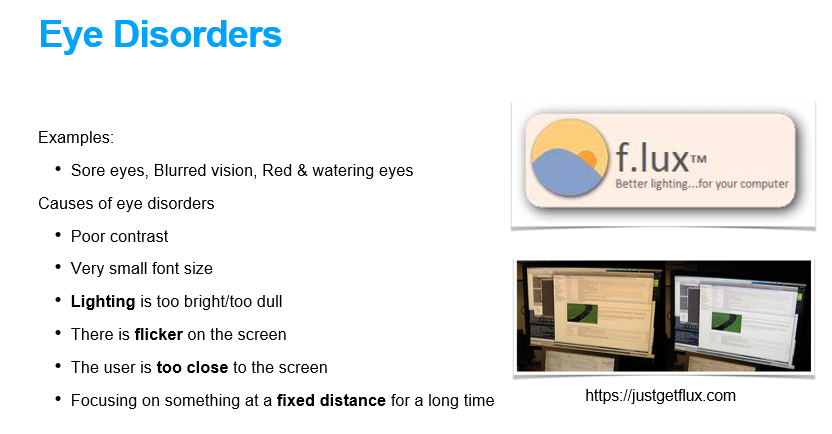 Eye Disorders
Examples:
• Sore eyes, Blurred vision, Red & watering eyes
Causes of eye disorders
• Poor contrast
• Very small font size
• Lighting is too bright/too dull
• There is flicker on the screen
• The user is too close to the screen
• Focusing on something at a fixed distance for a long time
f.lux™
Better lighting...for your computer
https://justgetflux.com